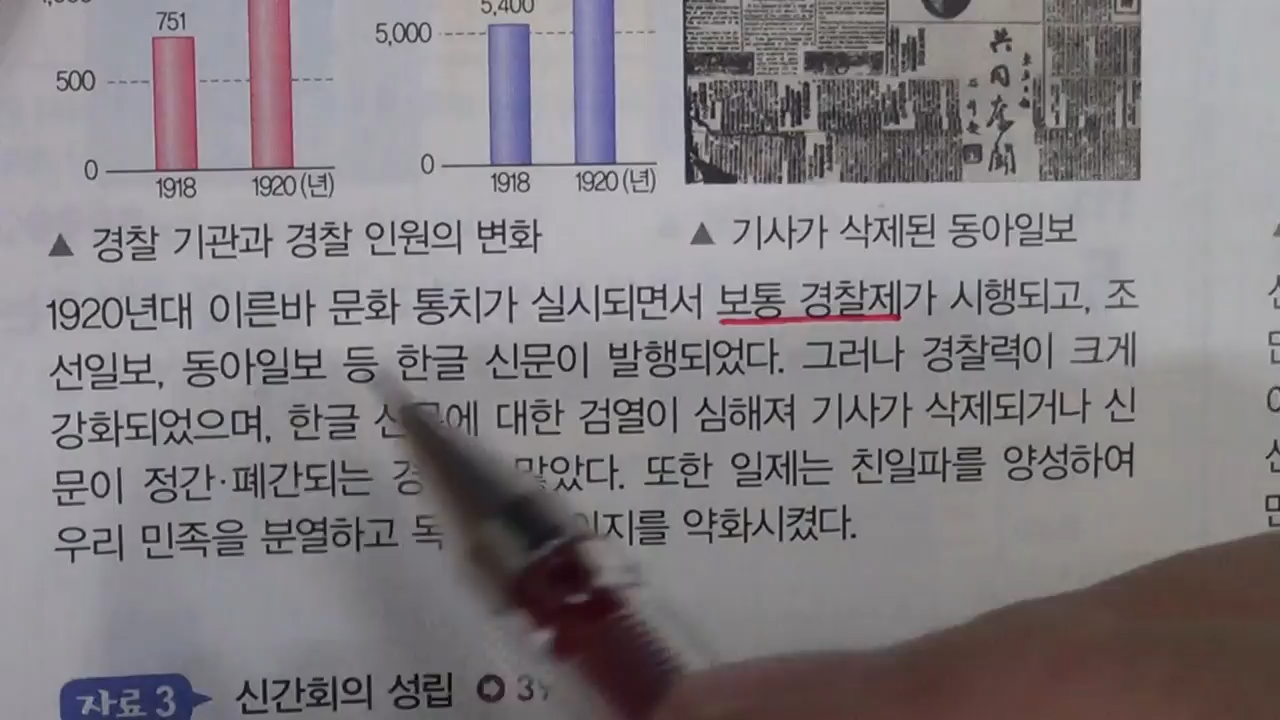 751
5,400
5,000
500
0
0
1918
1920(년)
1918
1920(년)
共同友聞
▲ 경찰 기관과 경찰 인원의 변화
▲ 기사가 삭제된 동아일보
1920년대 이른바 문화 통치가 실시되면서 보통 경찰제가 시행되고, 조
선일보, 동아일보 등 한글 신문이 발행되었다. 그러나 경찰력이 크게
강화되었으며, 한글 신문에 대한 검열이 심해져 기사가 삭제되거나 신
문이 정간·폐간되는 많았다. 또한 일제는 친일파를 양성하여
우리 민족을 분열하고 독 의지를 약화시켰다.
자료 3 신간회의 성립